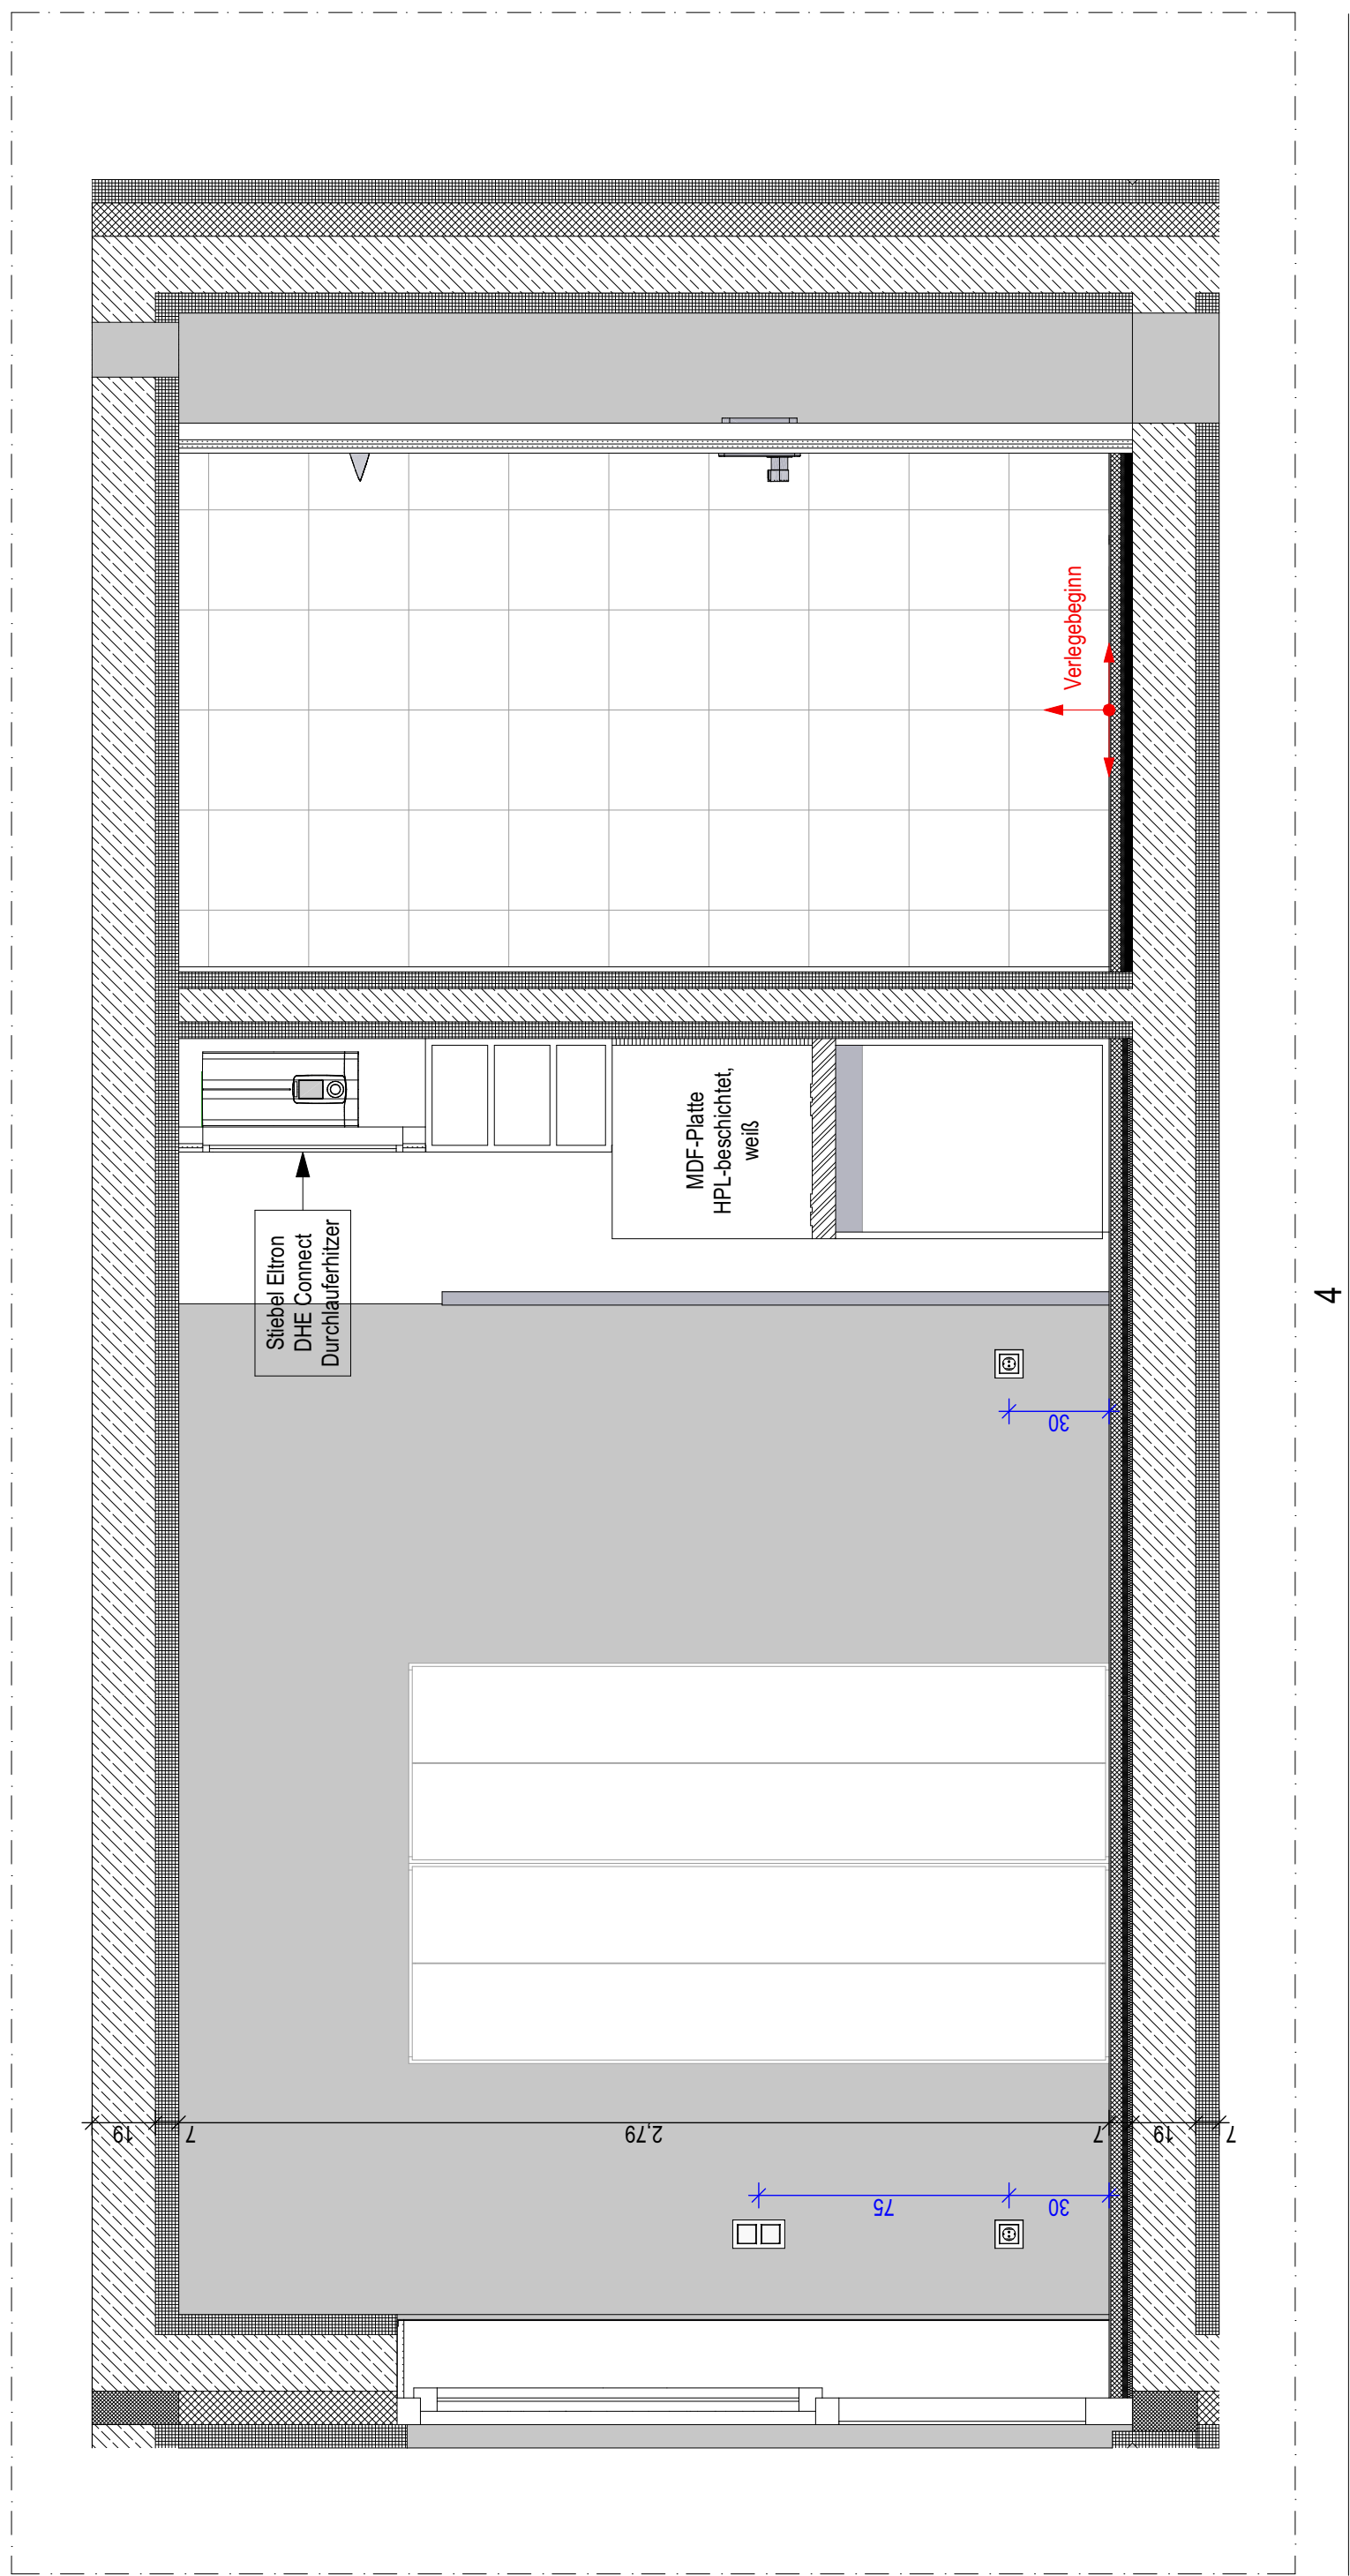 Verlegebeginn
MDF-Platte
HPL-beschichtet,
weiß
Stiebel Eltron
DHE Connect
Durchlauferhitzer
4
30
19
7
2,79
7
19
7
75
30